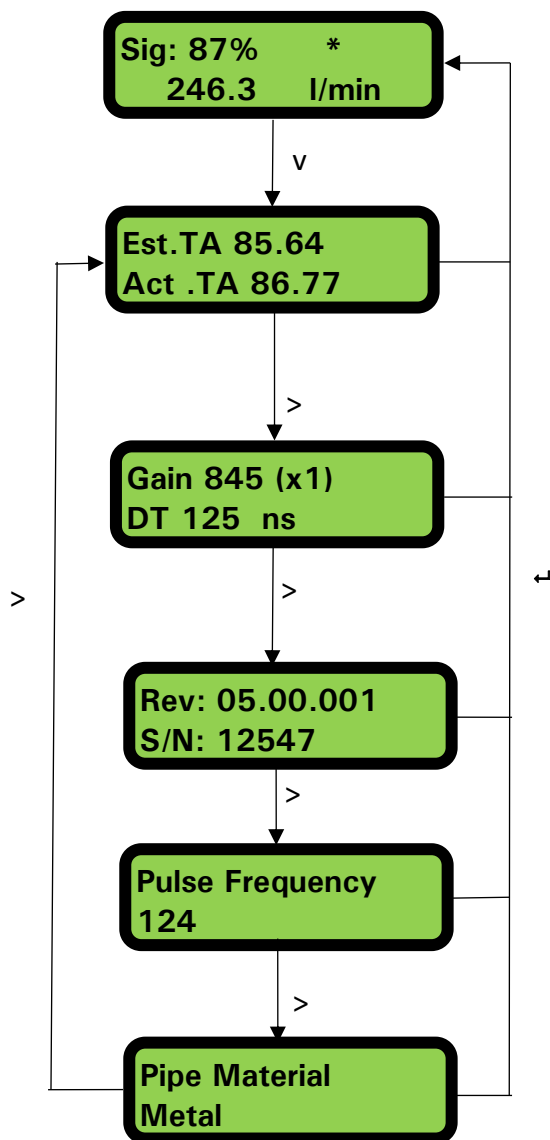 Sig: 87% *
246.3 l/min
v
Est.TA 85.64
Act .TA 86.77
>
Gain 845 (x1)
DT 125 ns
>
>
↵
Rev: 05.00.001
S/N: 12547
>
Pulse Frequency
124
>
Pipe Material
Metal